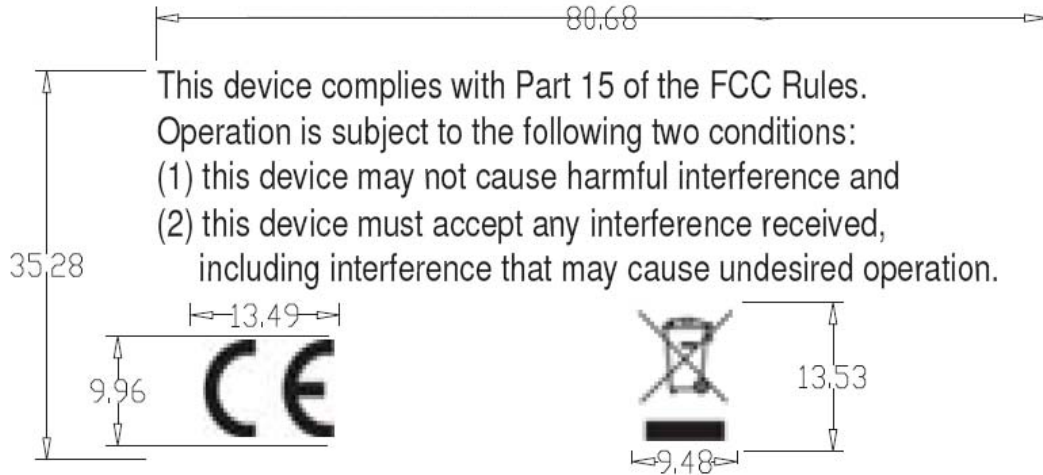 80.68
This device complies with Part 15 of the FCC Rules.
Operation is subject to the following two conditions:
(1) this device may not cause harmful interference and
(2) this device must accept any interference received,
including interference that may cause undesired operation.
35.28
13.49
9.96
CE
13.53
9.48